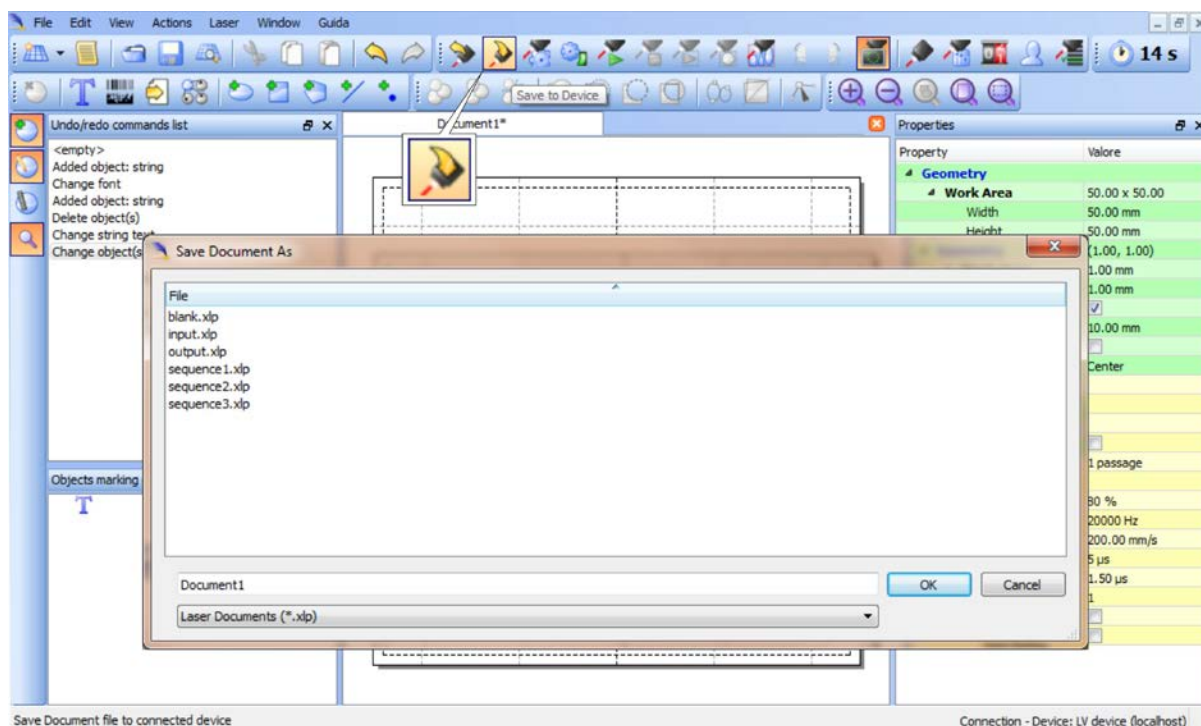 File Edit View Actions Laser Window Guida
14 s
Save to Device
Undo/redo commands list
Document1*
Properties
<empty>
Added object: string
Change font
Added object: string
Delete object(s)
Change string text
Change object(s
Property Valore
Geometry
Work Area 50.00 x 50.00
Width 50.00 mm
Height 50.00 mm
(1.00, 1.00)
1.00 mm
1.00 mm
10.00 mm
Center
1 passage
80 %
20000 Hz
200.00 mm/s
5 µs
1.50 µs
1
Save Document As
File
blank.xlp
input.xlp
output.xlp
sequence1.xlp
sequence2.xlp
sequence3.xlp
Document1
OK Cancel
Laser Documents (*.xlp)
Objects marking
Save Document file to connected device
Connection - Device: LV device (localhost)